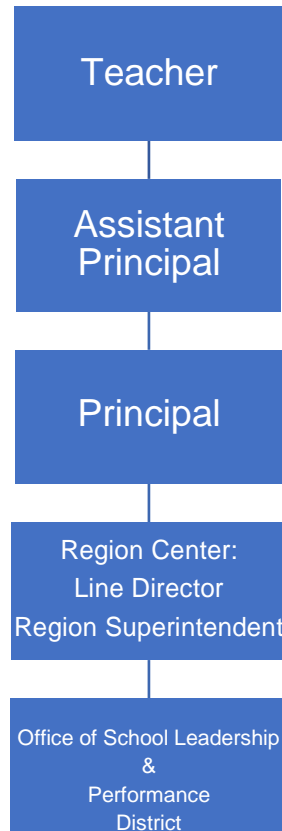 Teacher
Assistant
Principal
Principal
Region Center:
Line Director
Region Superintendent
Office of School Leadership
&
Performance
District